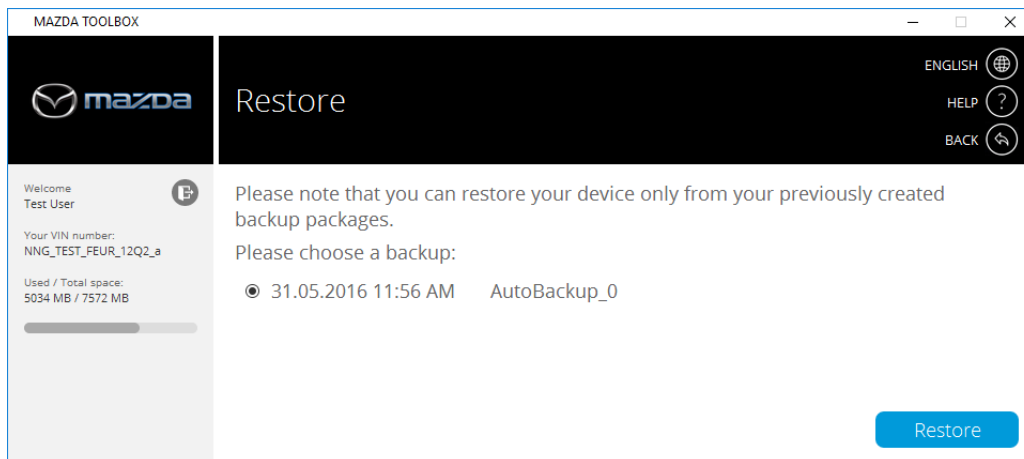 MAZDA TOOLBOX
mazda
Restore
ENGLISH
HELP
?
BACK
Welcome
Test User
Your VIN number:
NNG_TEST_FEUR_12Q2_a
Used / Total space:
5034 MB / 7572 MB
Please note that you can restore your device only from your previously created
backup packages.
Please choose a backup:
31.05.2016 11:56 AM AutoBackup_0
Restore